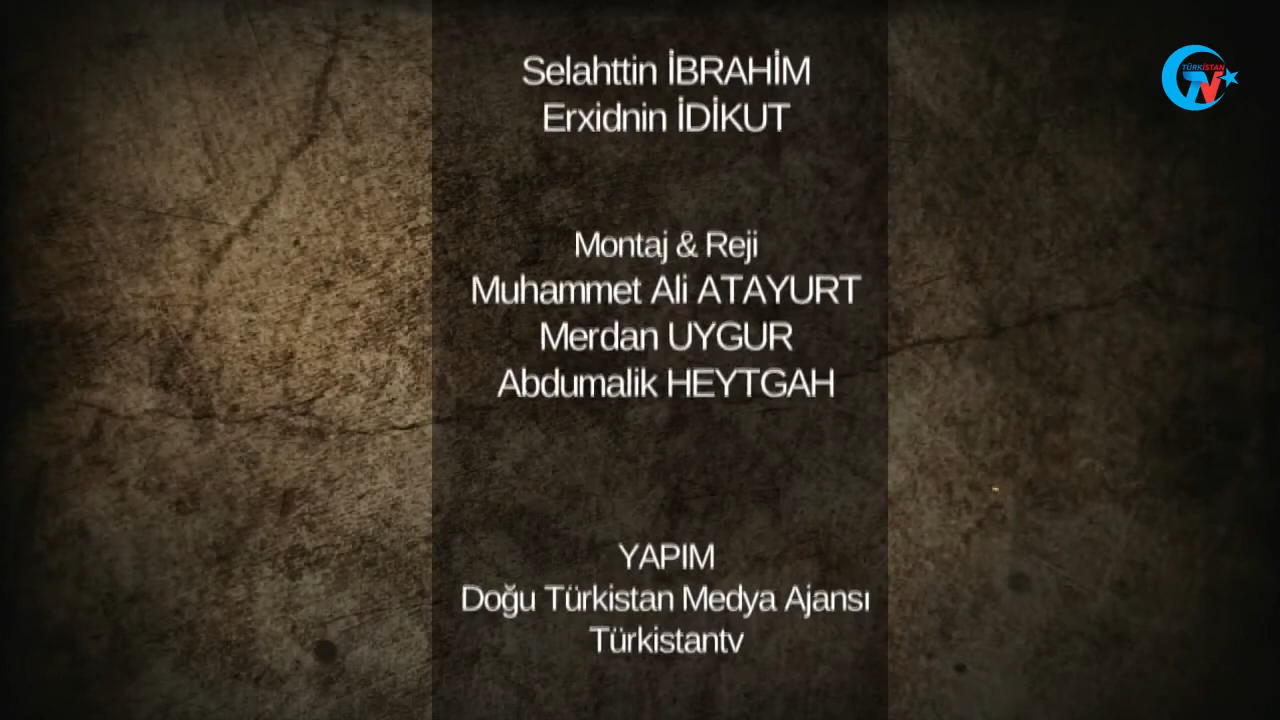 Selahttin İBRAHİM
Erxidnin İDİKUT
Montaj & Reji
Muhammet Ali ATAYURT
Merdan UYGUR
Abdumalik HEYTGAH
YAPIM
Doğu Türkistan Medya Ajansı
Türkistantv
TÜRKİSTAN
TV